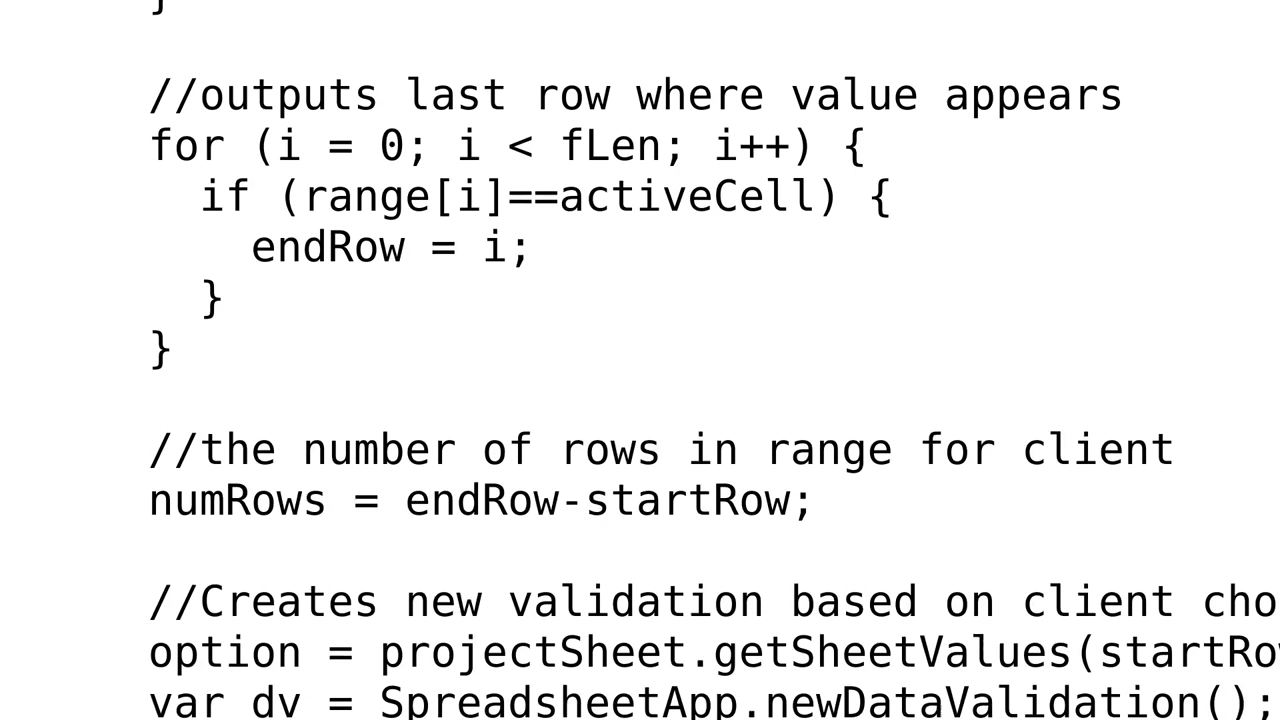 }
//outputs last row where value appears
for (i = 0; i < fLen; i++) {
if (range[i]==activeCell) {
endRow = i;
}
}
//the number of rows in range for client
numRows = endRow-startRow;
//Creates new validation based on client cho
option = projectSheet.getSheetValues(startRow
var dv = SpreadsheetApp.newDataValidation();